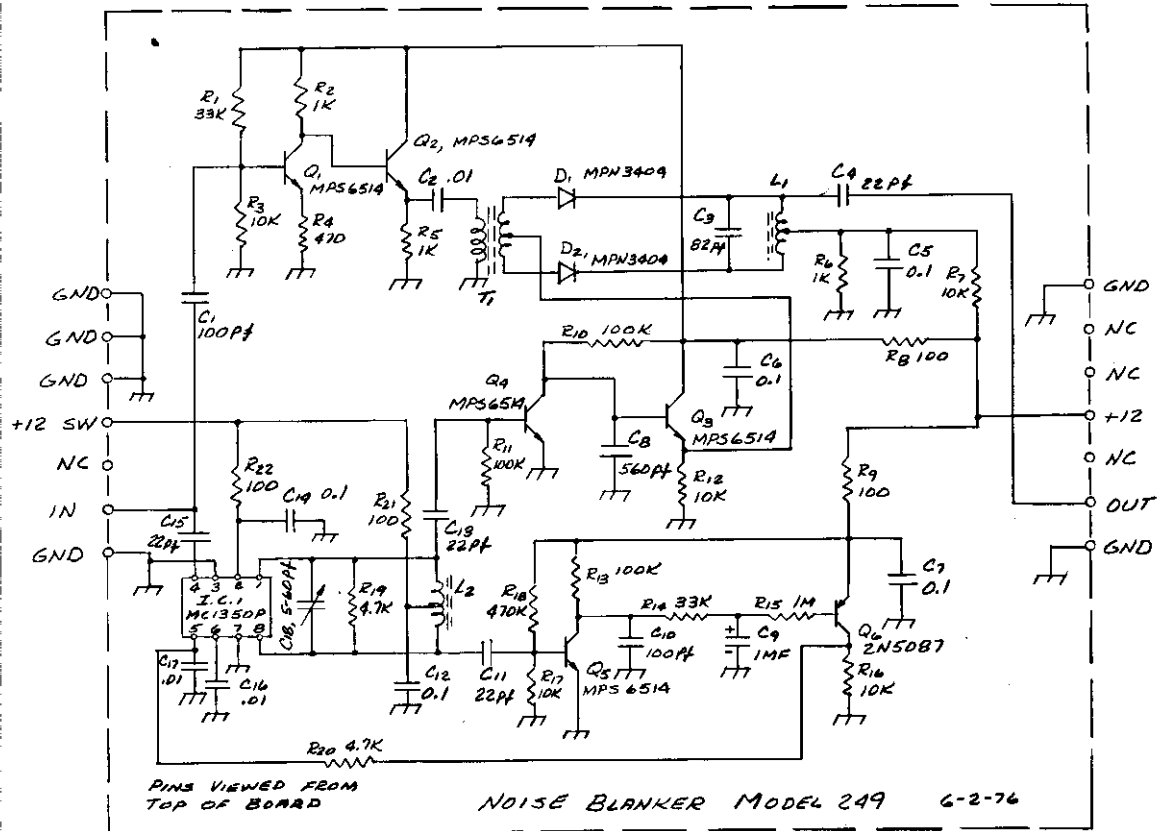 R1
33K
R2
1K
Q1
MPS6514
Q2, MPS6514
C2 .01
R3
10K
R4
470
R5
1K
T1
D1 MPN3404
D2, MPN3404
C3
82Pf
L1
C4
22Pf
R6
1K
C5
0.1
R7
10K
C1
100Pf
GND
GND
GND
+12 SW
NC
IN
GND
GND
NC
NC
+12
NC
OUT
GND
R10 100K
R8 100
C6
0.1
Q4
MPS6514
Q3
MPS6514
R11
100K
C8
560Pf
R12
10K
R9
100
R22
100
C14 0.1
C15
22Pf
R21
100
C13
22Pf
4 3 2 1
I.C.1
MC1350P
5 6 7 8
C18, 5-60Pf
R19
4.7K
L2
R18
470K
R13 100K
R14 33K
R15 1M
C7
0.1
Q6
2N5087
C17
.01
C16
.01
C12
0.1
C11
22Pf
R17
10K
Q5
MPS6514
C10
100Pf
+
-
C9
1MF
R16
10K
R20 4.7K
PINS VIEWED FROM
TOP OF BOARD
NOISE BLANKER MODEL 249 6-2-76